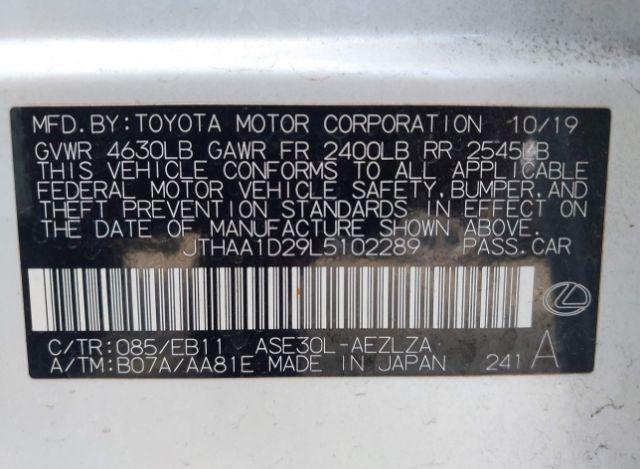 MFD.BY:TOYOTA MOTOR CORPORATION 10/19
GVWR 4630LB GAWR FR 2400LB RR 2545LB
THIS VEHICLE CONFORMS TO ALL APPLICABLE
FEDERAL MOTOR VEHICLE SAFETY,BUMPER,AND
THEFT PREVENTION STANDARDS IN EFFECT ON
THE DATE OF MANUFACTURE SHOWN ABOVE.
JTHAA1D29L5102289 PASS.CAR
C/TR:085/EB11 ASE30L-AEZLZA
A/TM:B07A/AA81E MADE IN JAPAN 241 A